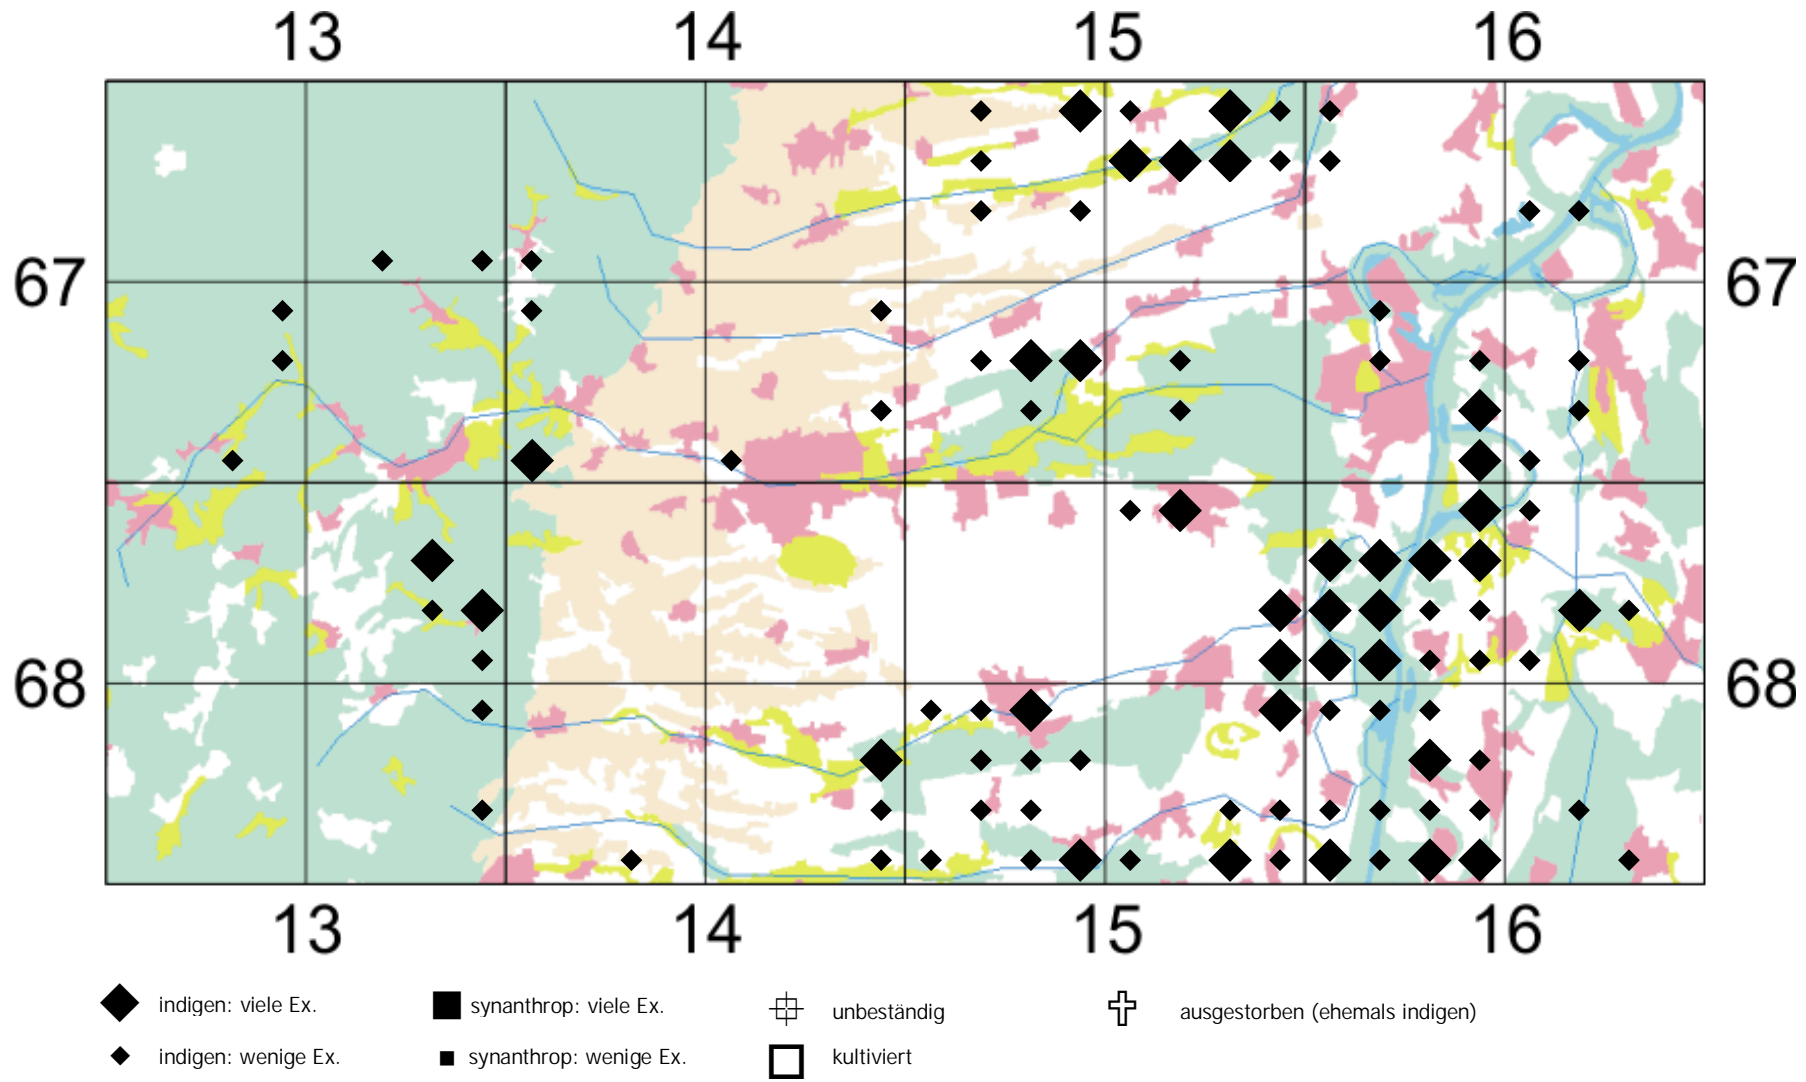 13 14 15 16
67 67
68 68
13 14 15 16
indigen: viele Ex. synanthrop: viele Ex. unbeständig ausgestorben (ehemals indigen)
indigen: wenige Ex. synanthrop: wenige Ex. kultiviert